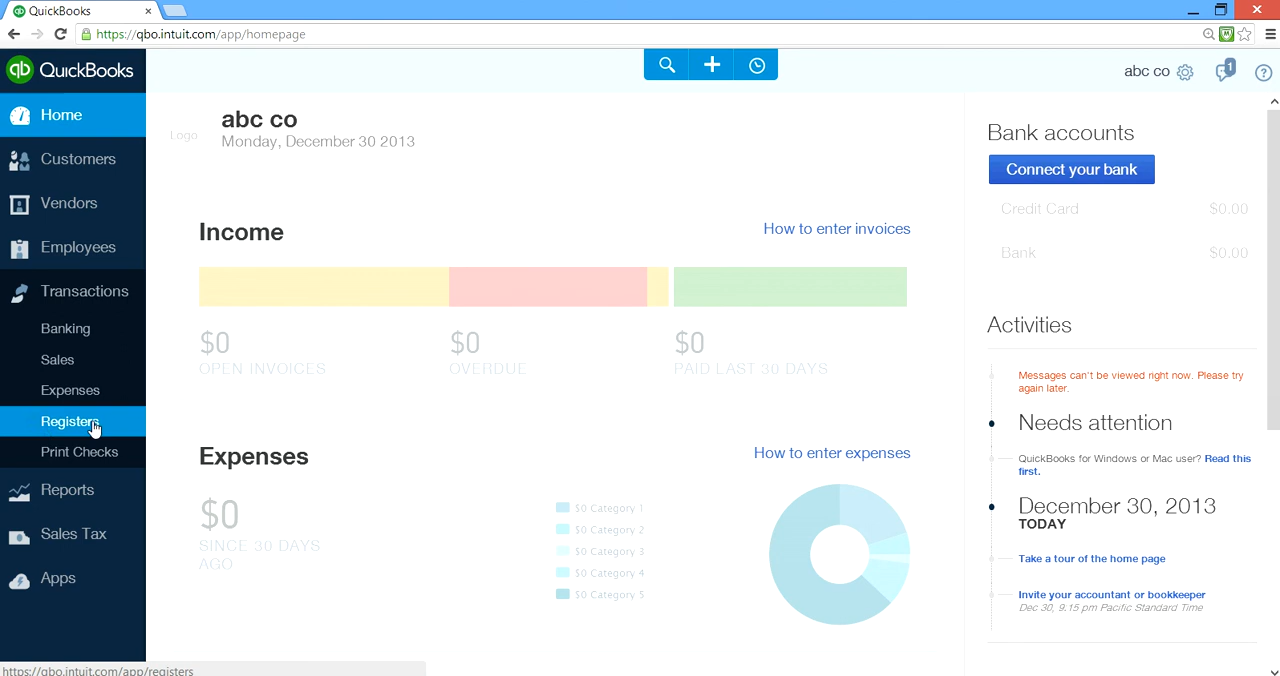 QuickBooks
https://qbo.intuit.com/app/homepage
QuickBooks
abc co
1
Home
Customers
Vendors
Employees
Transactions
Banking
Sales
Expenses
Registers
Print Checks
Reports
Sales Tax
Apps
Logo
abc co
Monday, December 30 2013
Income
How to enter invoices
$0
OPEN INVOICES
$0
OVERDUE
$0
PAID LAST 30 DAYS
Expenses
How to enter expenses
$0
SINCE 30 DAYS
AGO
$0 Category 1
$0 Category 2
$0 Category 3
$0 Category 4
$0 Category 5
Bank accounts
Connect your bank
Credit Card $0.00
Bank $0.00
Activities
Messages can't be viewed right now. Please try
again later.
Needs attention
QuickBooks for Windows or Mac user? Read this
first.
December 30, 2013
TODAY
Take a tour of the home page
Invite your accountant or bookkeeper
Dec 30, 9.15 pm Pacific Standard Time
https://qbo.intuit.com/app/registers